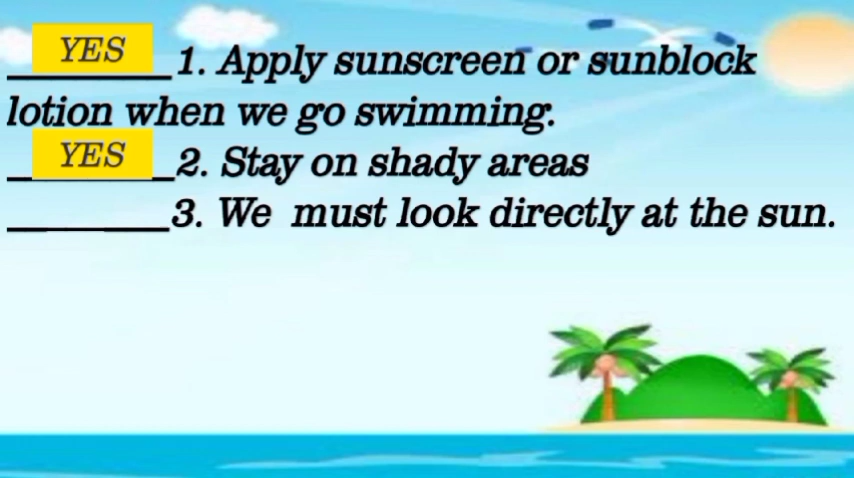 YES 1. Apply sunscreen or sunblock
lotion when we go swimming.
YES 2. Stay on shady areas
________3. We must look directly at the sun.